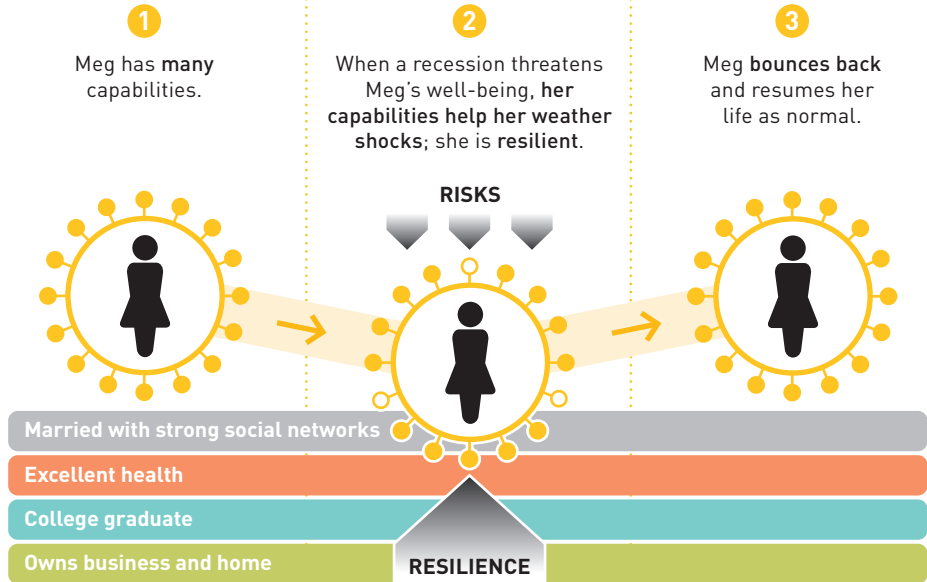 1
Meg has many
capabilities.
2
When a recession threatens
Meg's well-being, her
capabilities help her weather
shocks; she is resilient.
3
Meg bounces back
and resumes her
life as normal.
RISKS
Married with strong social networks
Excellent health
College graduate
Owns business and home
RESILIENCE